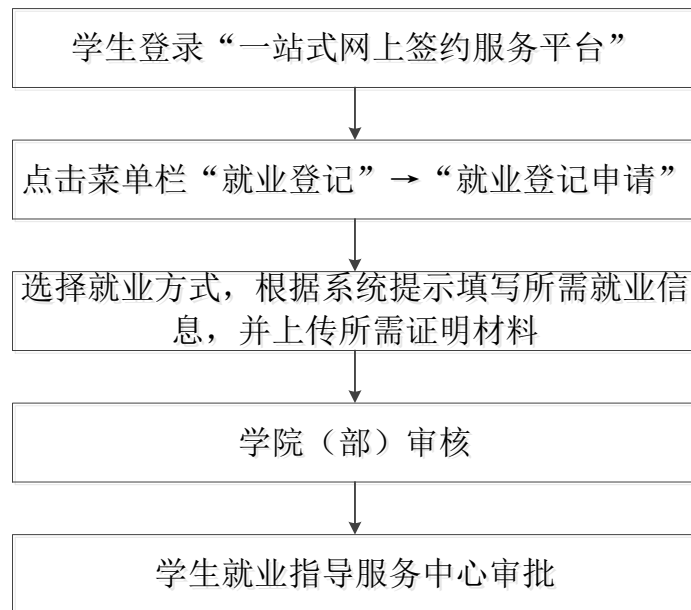 学生登录“一站式网上签约服务平台”
点击菜单栏“就业登记”→“就业登记申请”
选择就业方式，根据系统提示填写所需就业信
息，并上传所需证明材料
学院（部）审核
学生就业指导服务中心审批